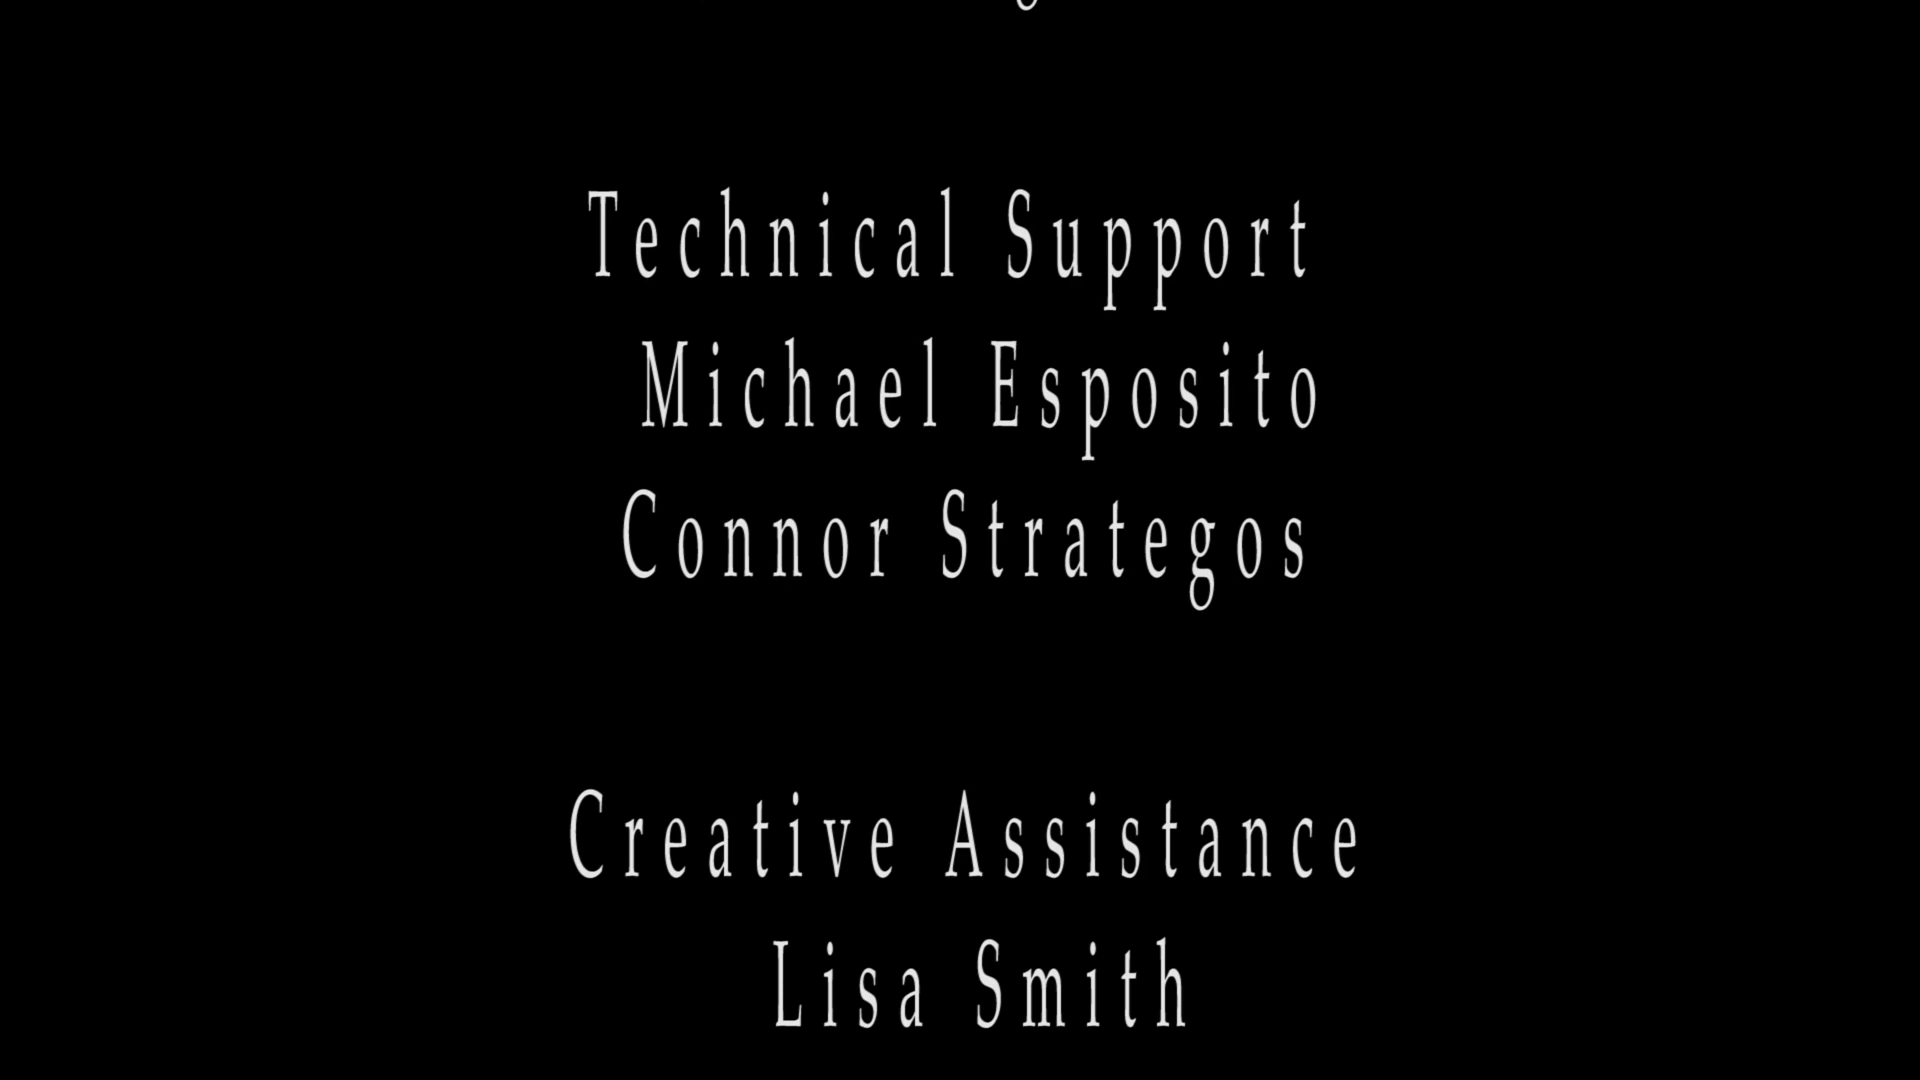 Technical Support
Michael Esposito
Connor Strategos
Creative Assistance
Lisa Smith